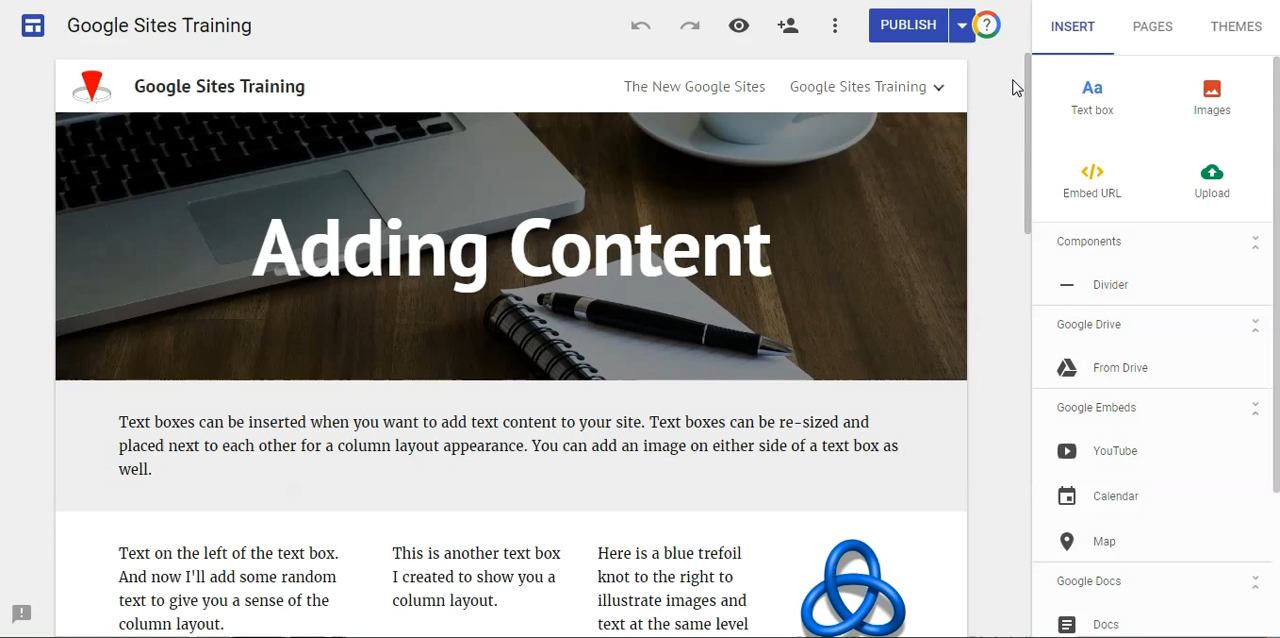 Google Sites Training
PUBLISH
?
INSERT
PAGES
THEMES
Google Sites Training
The New Google Sites
Google Sites Training
Adding Content
Text boxes can be inserted when you want to add text content to your site. Text boxes can be re-sized and
placed next to each other for a column layout appearance. You can add an image on either side of a text box as
well.
Text on the left of the text box.
And now I'll add some random
text to give you a sense of the
column layout.
This is another text box
I created to show you a
column layout.
Here is a blue trefoil
knot to the right to
illustrate images and
text at the same level
Aa
Text box
Images
Embed URL
Upload
Components
Divider
Google Drive
From Drive
Google Embeds
YouTube
Calendar
Map
Google Docs
Docs